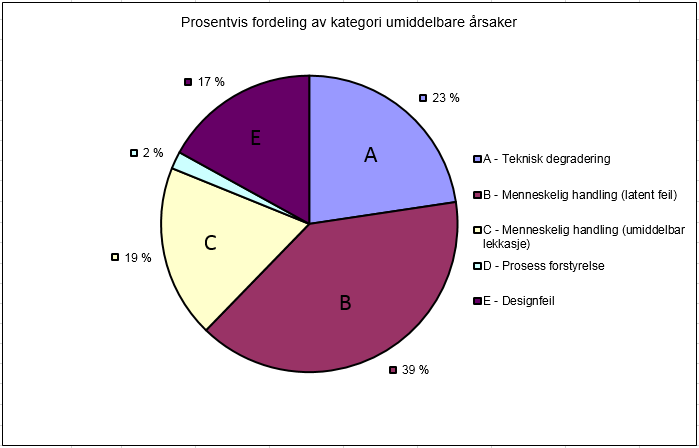 Prosentvis fordeling av kategori umiddelbare årsaker
17 %
23 %
E
A
2 %
A - Teknisk degradering
B - Menneskelig handling (latent feil)
C - Menneskelig handling (umiddelbar
lekkasje)
C
19 %
D - Prosess forstyrelse
B
E - Designfeil
39 %